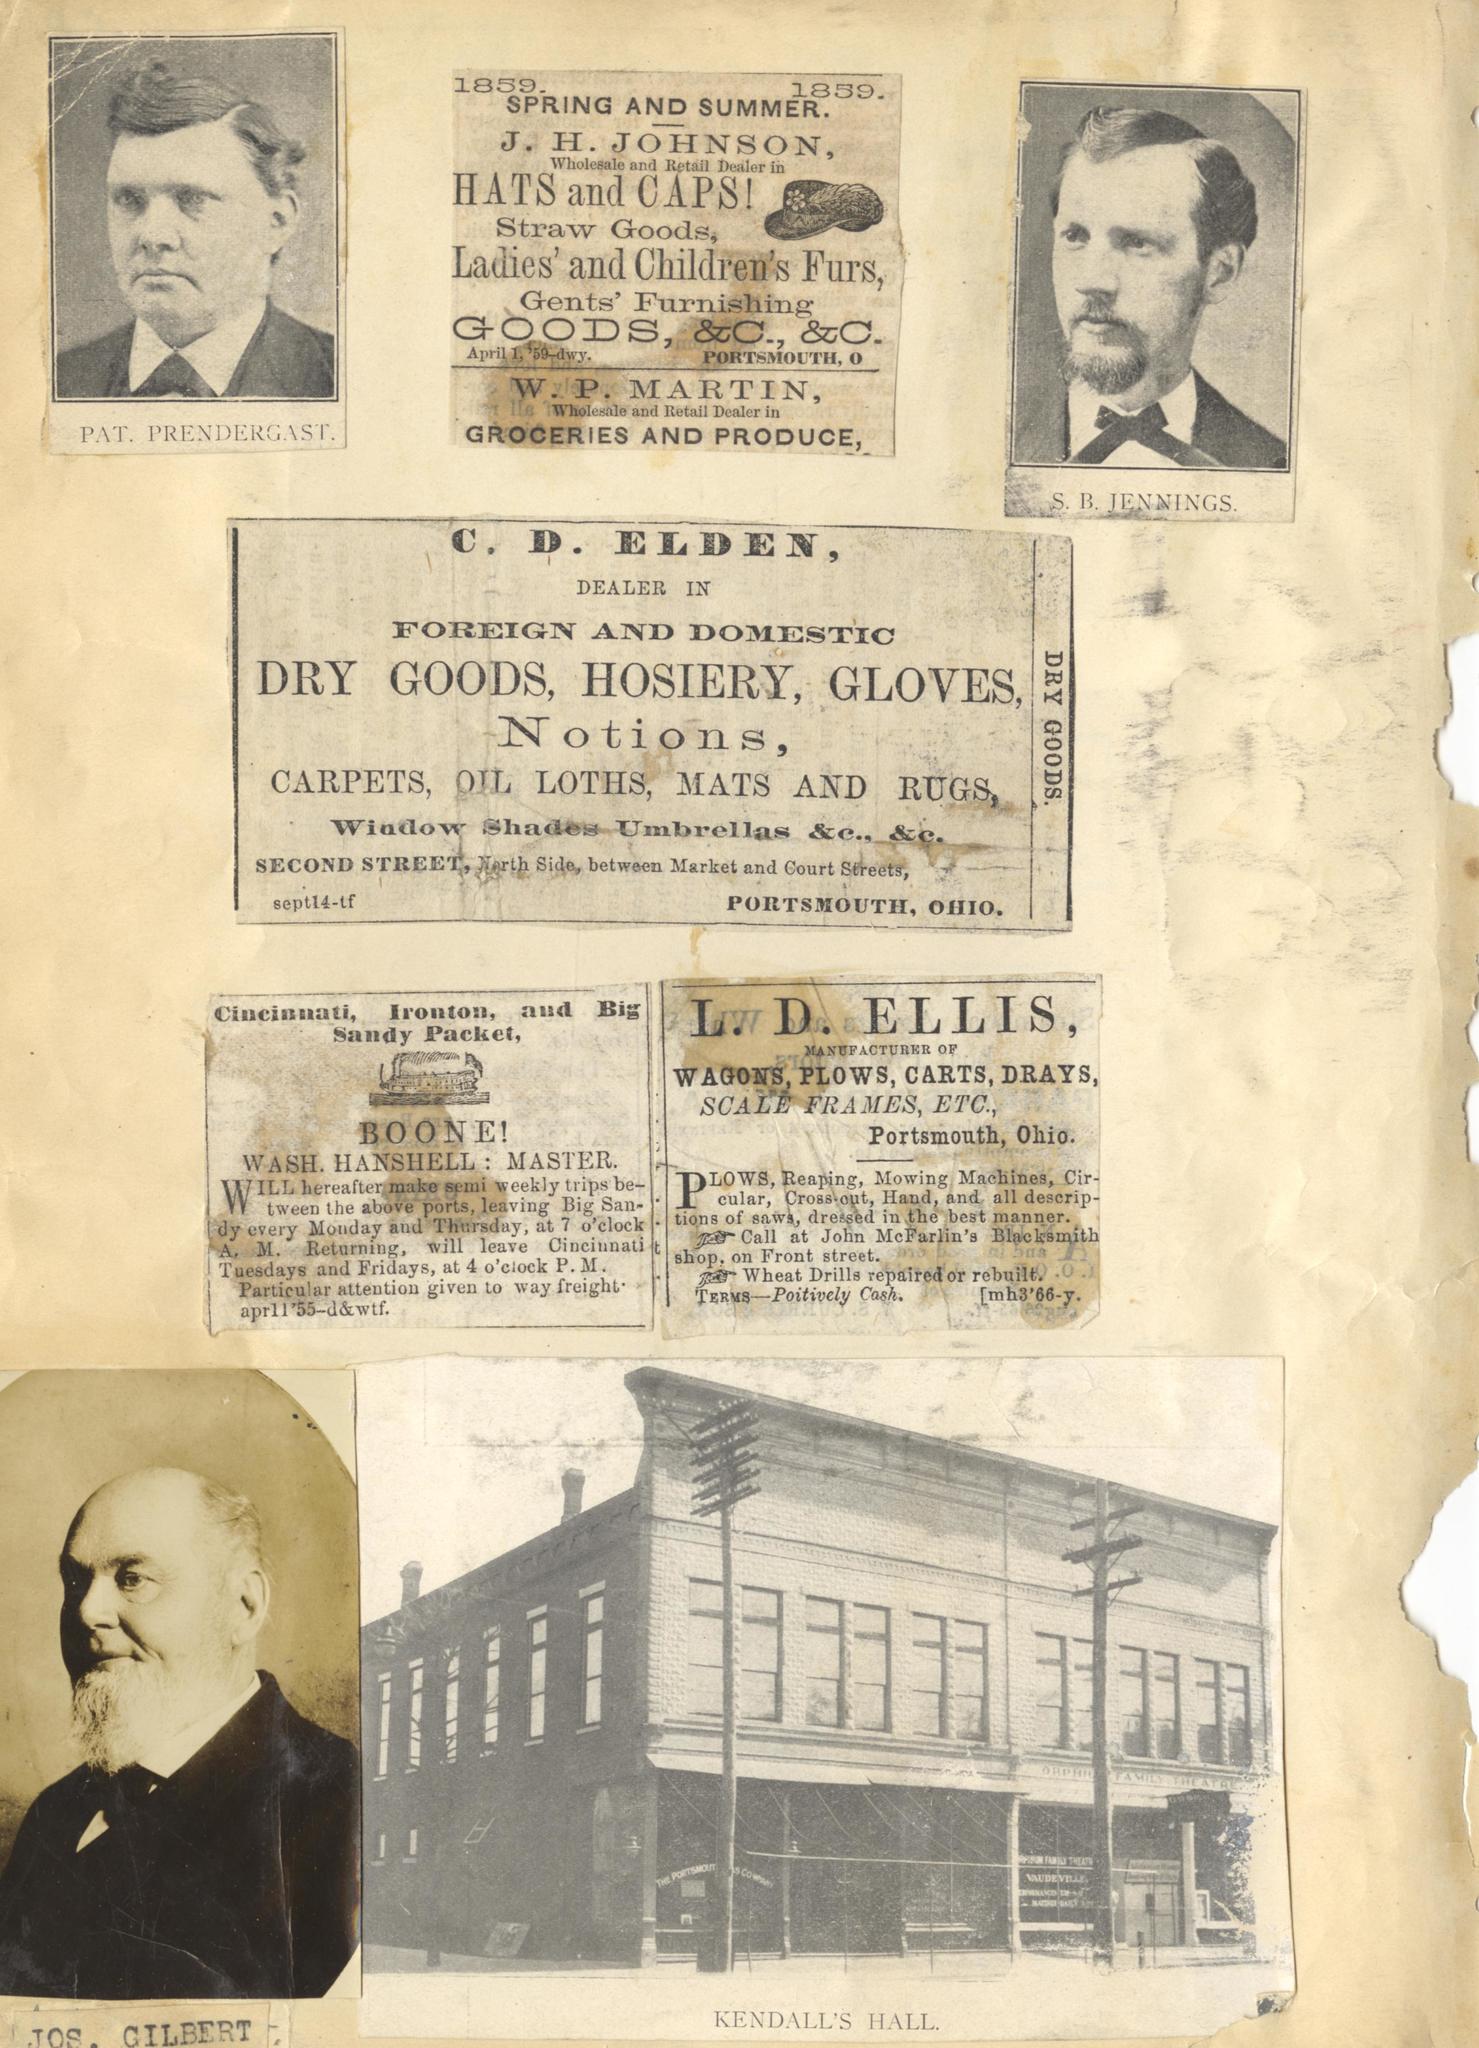 PAT. PRENDERGAST.
1859. 1859.
SPRING AND SUMMER.
J. H. JOHNSON,
Wholesale and Retail Dealer in
HATS and CAPS!
Straw Goods,
Ladies' and Children's Furs,
Gents' Furnishing
GOODS, &C., &C.
April 1, '59-dwy. PORTSMOUTH, O
W. P. MARTIN,
Wholesale and Retail Dealer in
GROCERIES AND PRODUCE,
S. B. JENNINGS.
C. D. ELDEN,
DEALER IN
FOREIGN AND DOMESTIC
DRY GOODS, HOSIERY, GLOVES,
Notions,
CARPETS, OIL LOTHS, MATS AND RUGS,
Window Shades Umbrellas &c., &c.
SECOND STREET, North Side, between Market and Court Streets,
sept14-tf PORTSMOUTH, OHIO.
DRY GOODS.
Cincinnati, Ironton, and Big
Sandy Packet,
BOONE!
WASH. HANSHELL : MASTER.
WILL hereafter make semi weekly trips be-
tween the above ports, leaving Big San-
dy every Monday and Thursday, at 7 o'clock
A. M. Returning, will leave Cincinnati
Tuesdays and Fridays, at 4 o'clock P. M.
Particular attention given to way freight
apr11'55-d&wtf.
L. D. ELLIS,
MANUFACTURER OF
WAGONS, PLOWS, CARTS, DRAYS,
SCALE FRAMES, ETC.,
Portsmouth, Ohio.
PLOWS, Reaping, Mowing Machines, Cir-
cular, Cross-cut, Hand, and all descrip-
tions of saws, dressed in the best manner.
Call at John McFarlin's Blacksmith
shop, on Front street.
Wheat Drills repaired or rebuilt.
TERMS—Poitively Cash. [mh3'66-y.
JOS. GILBERT
ORPHI FAMILY THEATRE
THE PORTSMOUT AS COMPANY
FAMILY THEATRE
VAUDEVILLE
KENDALL'S HALL.